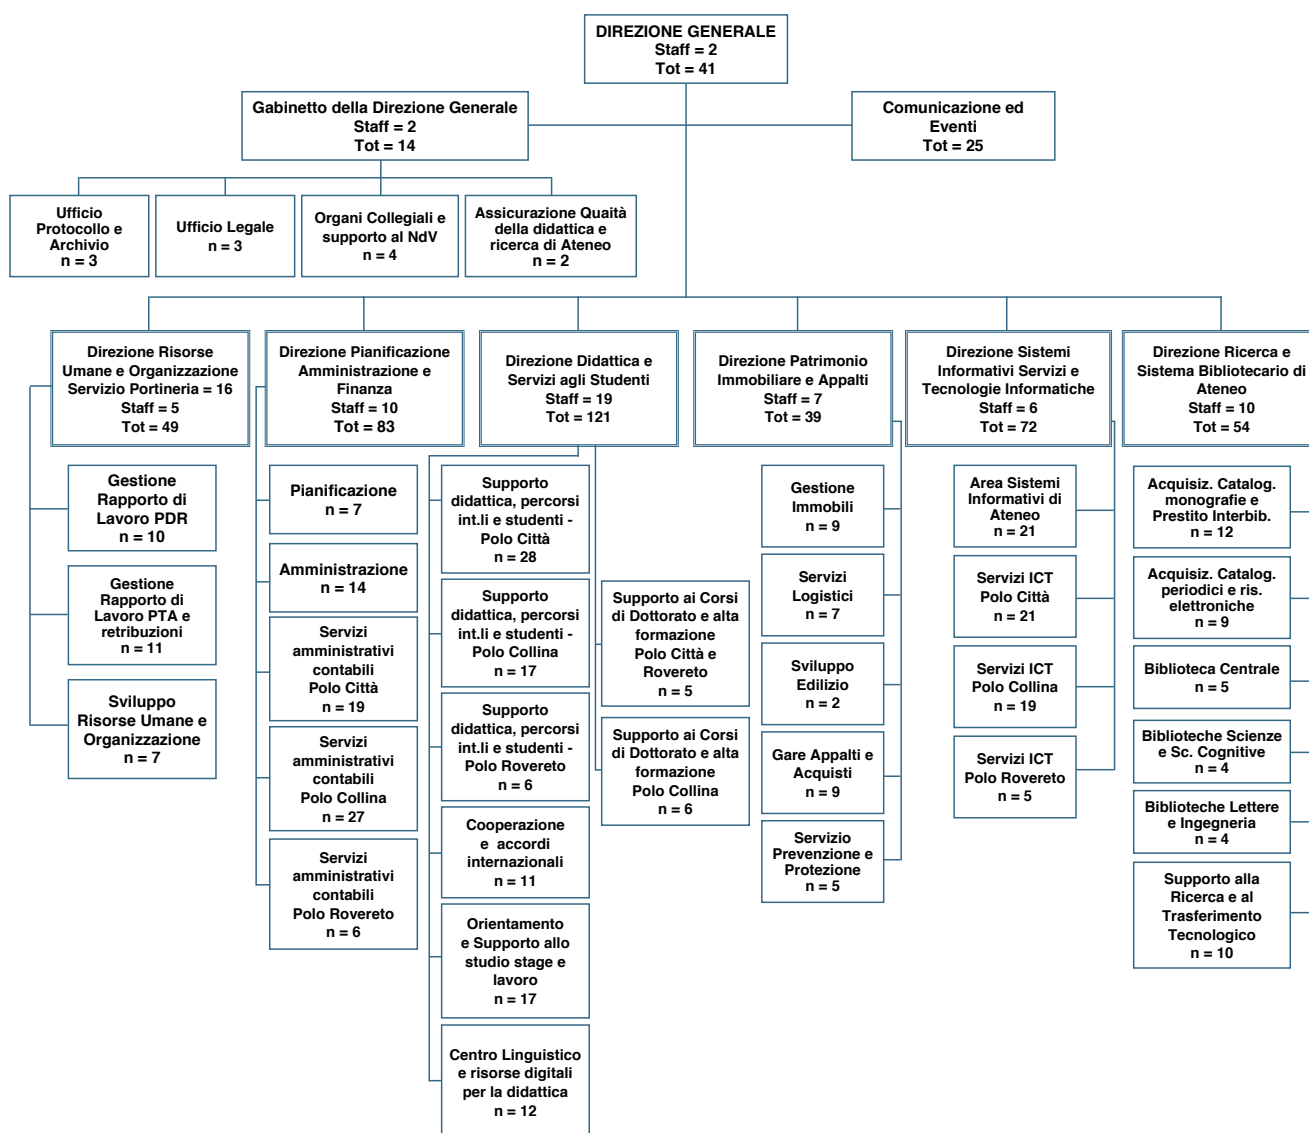 DIREZIONE GENERALE
Staff = 2
Tot = 41
Gabinetto della Direzione Generale
Staff = 2
Tot = 14
Comunicazione ed
Eventi
Tot = 25
Ufficio
Protocollo e
Archivio
n = 3
Ufficio Legale
n = 3
Organi Collegiali e
supporto al NdV
n = 4
Assicurazione Quaità
della didattica e
ricerca di Ateneo
n = 2
Direzione Risorse
Umane e Organizzazione
Servizio Portineria = 16
Staff = 5
Tot = 49
Direzione Pianificazione
Amministrazione e
Finanza
Staff = 10
Tot = 83
Direzione Didattica e
Servizi agli Studenti
Staff = 19
Tot = 121
Direzione Patrimonio
Immobiliare e Appalti
Staff = 7
Tot = 39
Direzione Sistemi
Informativi Servizi e
Tecnologie Informatiche
Staff = 6
Tot = 72
Direzione Ricerca e
Sistema Bibliotecario di
Ateneo
Staff = 10
Tot = 54
Gestione
Rapporto di
Lavoro PDR
n = 10
Gestione
Rapporto di
Lavoro PTA e
retribuzioni
n = 11
Sviluppo
Risorse Umane e
Organizzazione
n = 7
Pianificazione
n = 7
Amministrazione
n = 14
Servizi
amministrativi
contabili
Polo Città
n = 19
Servizi
amministrativi
contabili
Polo Collina
n = 27
Servizi
amministrativi
contabili
Polo Rovereto
n = 6
Supporto
didattica, percorsi
int.li e studenti -
Polo Città
n = 28
Supporto
didattica, percorsi
int.li e studenti -
Polo Collina
n = 17
Supporto
didattica, percorsi
int.li e studenti -
Polo Rovereto
n = 6
Cooperazione
e accordi
internazionali
n = 11
Orientamento
e Supporto allo
studio stage e
lavoro
n = 17
Centro Linguistico
e risorse digitali
per la didattica
n = 12
Supporto ai Corsi
di Dottorato e alta
formazione
Polo Città e
Rovereto
n = 5
Supporto ai Corsi
di Dottorato e alta
formazione
Polo Collina
n = 6
Gestione
Immobili
n = 9
Servizi
Logistici
n = 7
Sviluppo
Edilizio
n = 2
Gare Appalti e
Acquisti
n = 9
Servizio
Prevenzione e
Protezione
n = 5
Area Sistemi
Informativi di
Ateneo
n = 21
Servizi ICT
Polo Città
n = 21
Servizi ICT
Polo Collina
n = 19
Servizi ICT
Polo Rovereto
n = 5
Acquisiz. Catalog.
monografie e
Prestito Interbib.
n = 12
Acquisiz. Catalog.
periodici e ris.
elettroniche
n = 9
Biblioteca Centrale
n = 5
Biblioteche Scienze
e Sc. Cognitive
n = 4
Biblioteche Lettere
e Ingegneria
n = 4
Supporto alla
Ricerca e al
Trasferimento
Tecnologico
n = 10